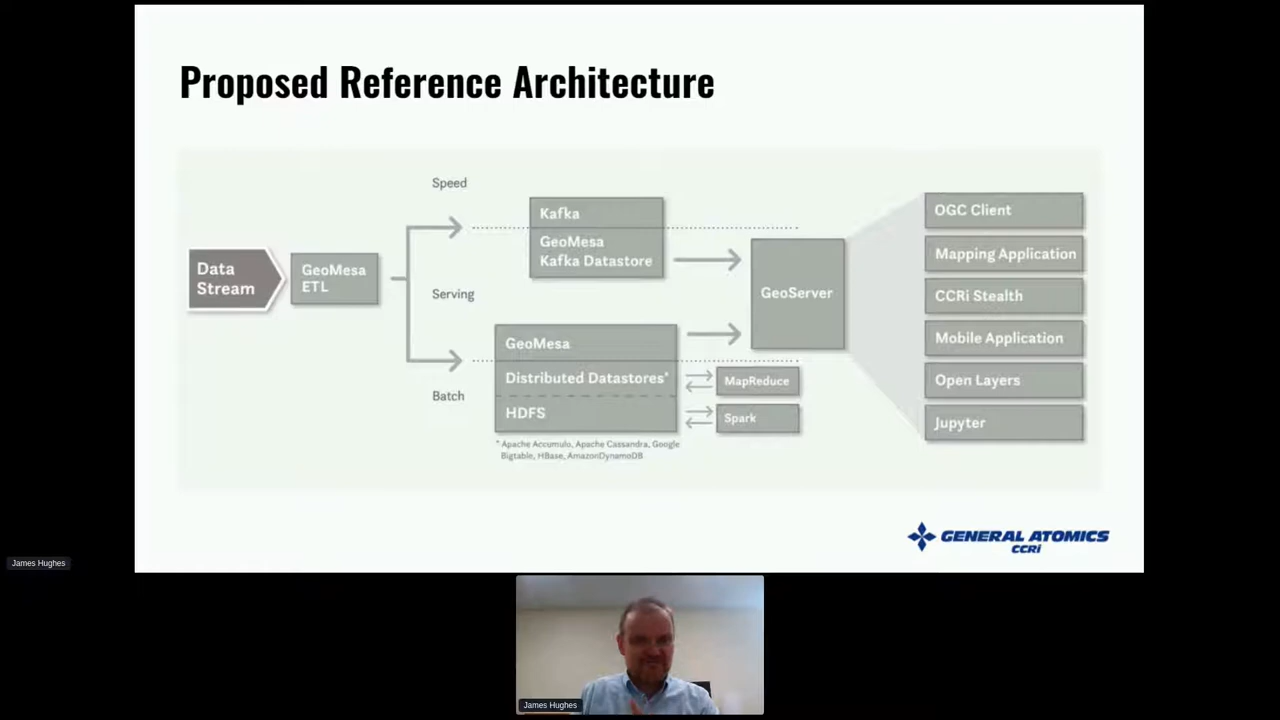 Proposed Reference Architecture
Speed
Kafka
GeoMesa
Kafka Datastore
Data
Stream
GeoMesa
ETL
Serving
GeoServer
GeoMesa
Distributed Datastores*
HDFS
Batch
MapReduce
Spark
* Apache Accumulo, Apache Cassandra, Google
Bigtable, HBase, AmazonDynamoDB
OGC Client
Mapping Application
CCRi Stealth
Mobile Application
Open Layers
Jupyter
GENERAL ATOMICS
CCRi
James Hughes
James Hughes